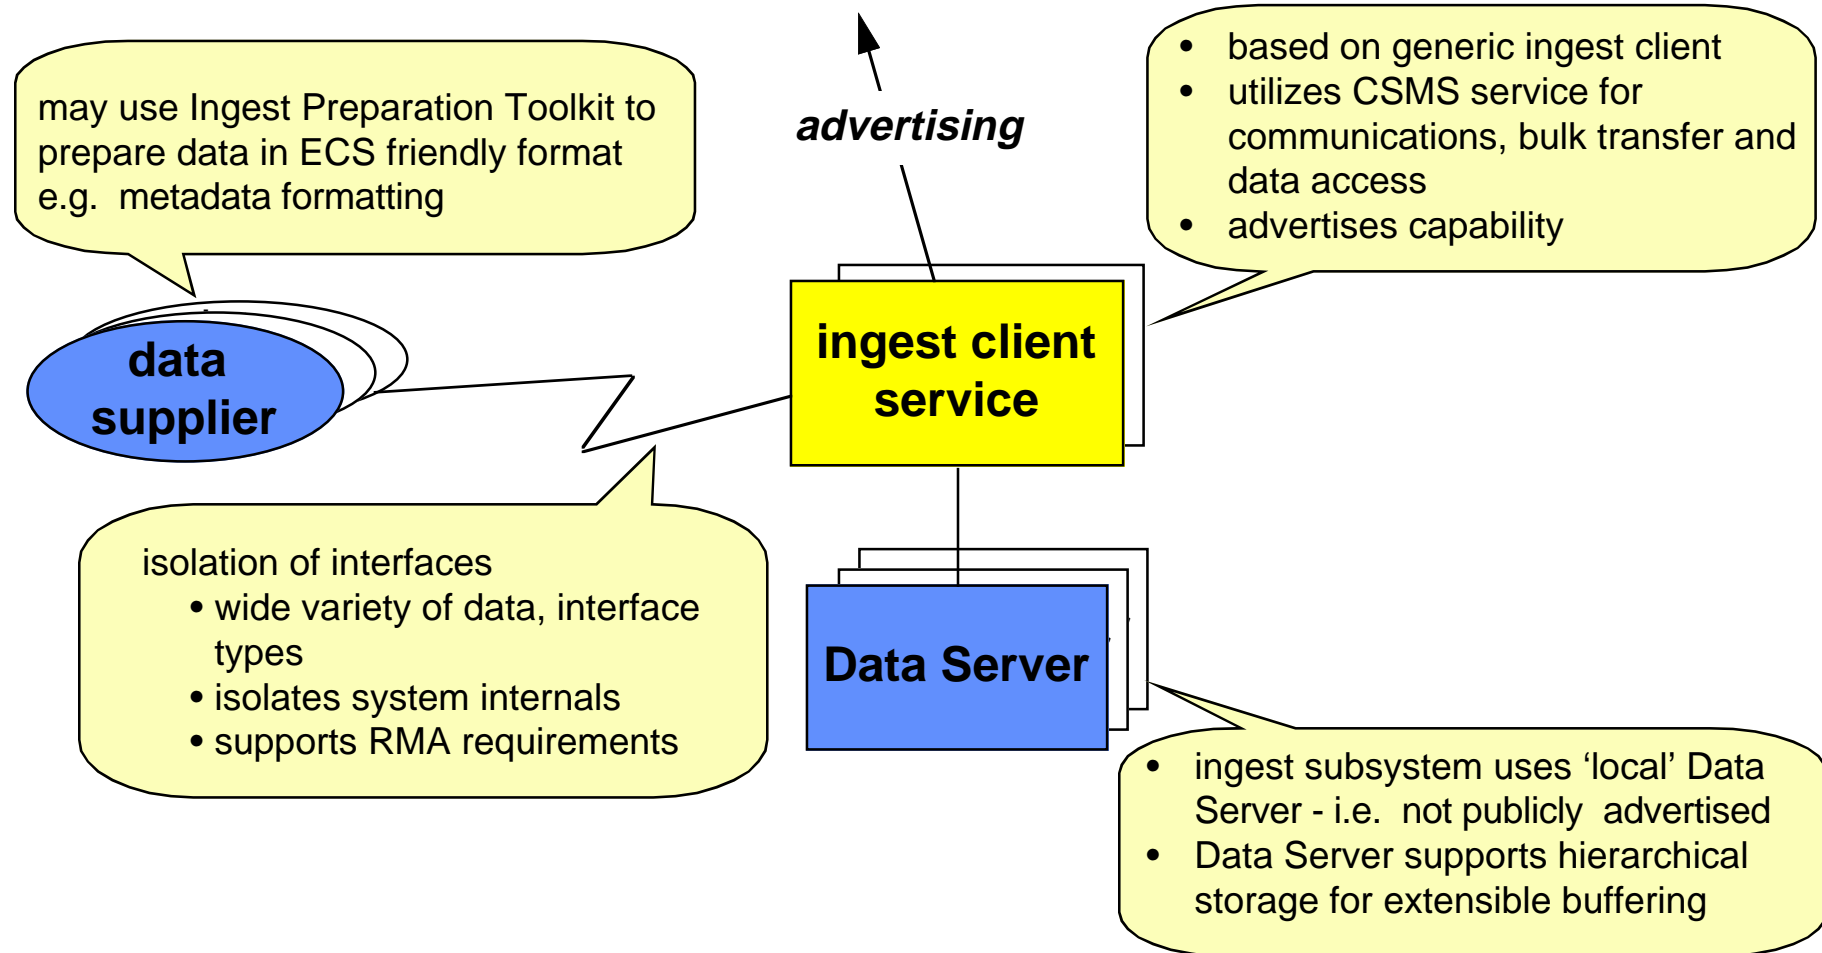 may use Ingest Preparation Toolkit to
prepare data in ECS friendly format
e.g. metadata formatting
advertising
• based on generic ingest client
• utilizes CSMS service for
communications, bulk transfer and
data access
• advertises capability
data
supplier
ingest client
service
isolation of interfaces
• wide variety of data, interface
types
• isolates system internals
• supports RMA requirements
Data Server
• ingest subsystem uses ‘local’ Data
Server - i.e. not publicly advertised
• Data Server supports hierarchical
storage for extensible buffering